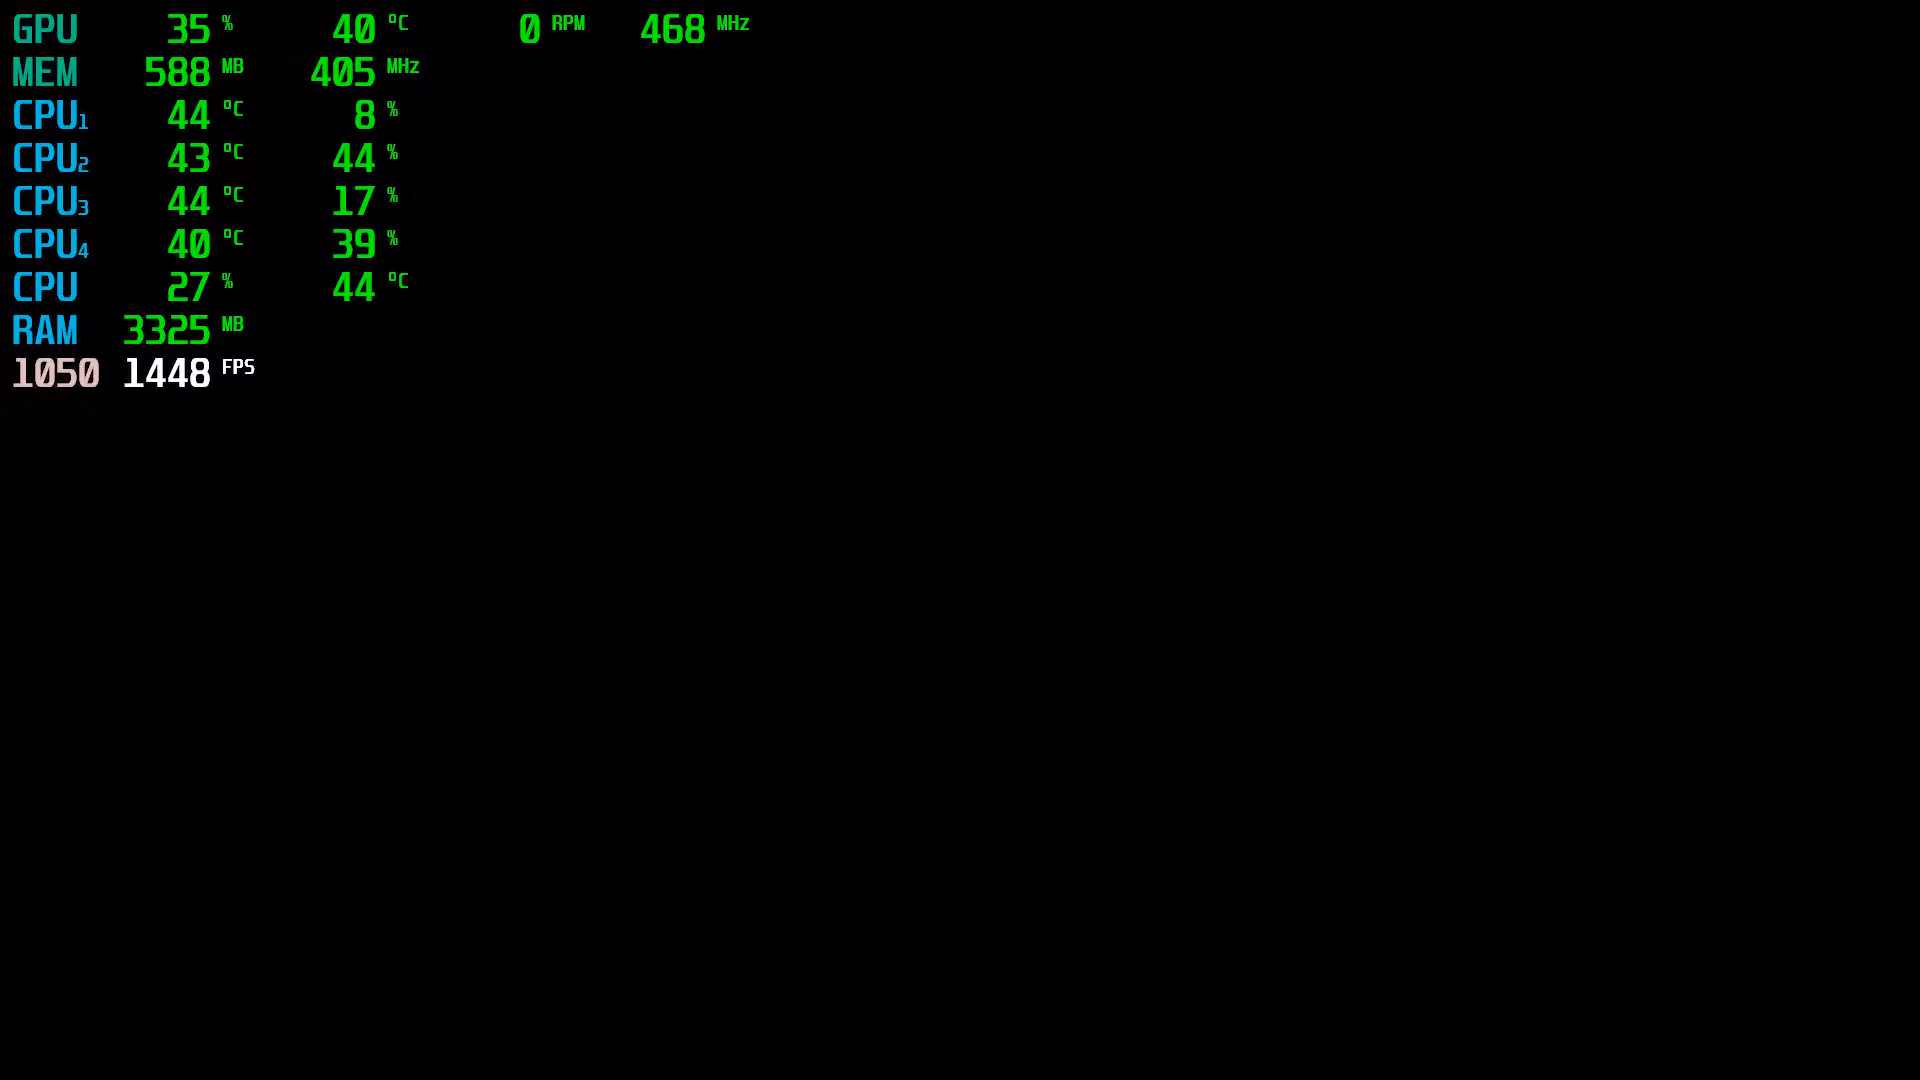 GPU 35 % 40 °C 0 RPM 468 MHz
MEM 588 MB 405 MHz
CPU1 44 °C 8 %
CPU2 43 °C 44 %
CPU3 44 °C 17 %
CPU4 40 °C 39 %
CPU 27 % 44 °C
RAM 3325 MB
1050 1448 FPS